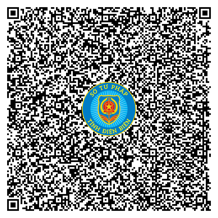 SỞ TƯ PHÁP
TỈNH ĐIỆN BIÊN